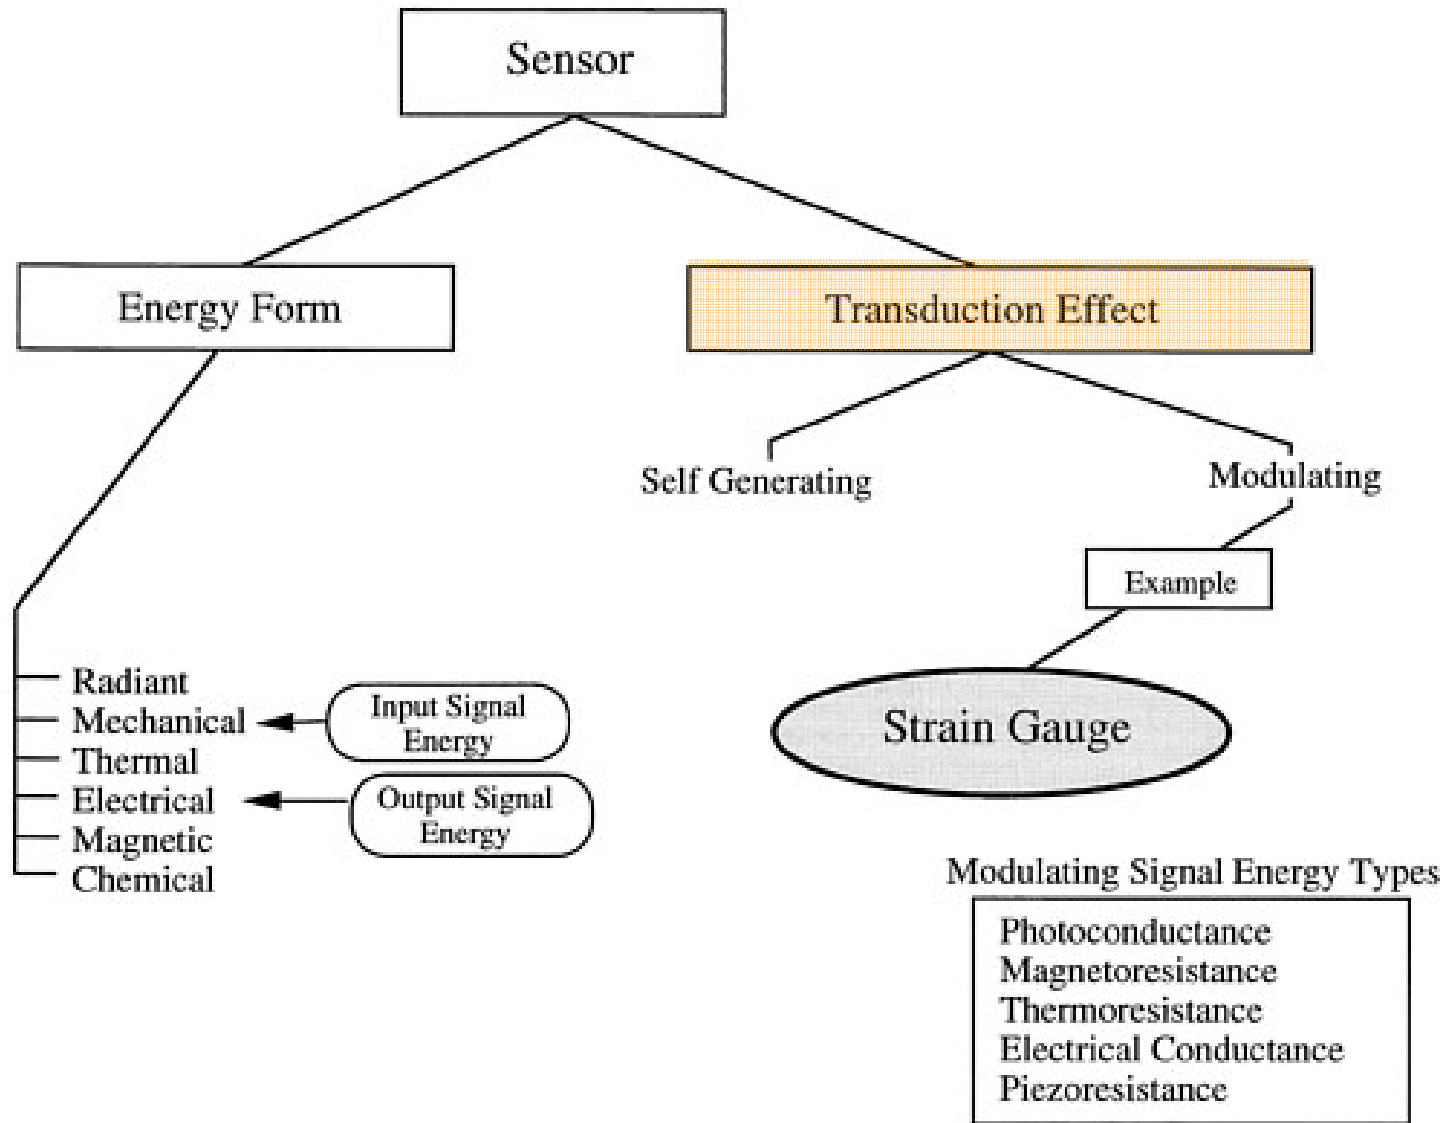 Sensor
Energy Form
Transduction Effect
Self Generating
Modulating
Example
Radiant
Mechanical
Thermal
Electrical
Magnetic
Chemical
Input Signal
Energy
Output Signal
Energy
Strain Gauge
Modulating Signal Energy Types
Photoconductance
Magnetoresistance
Thermoresistance
Electrical Conductance
Piezoresistance